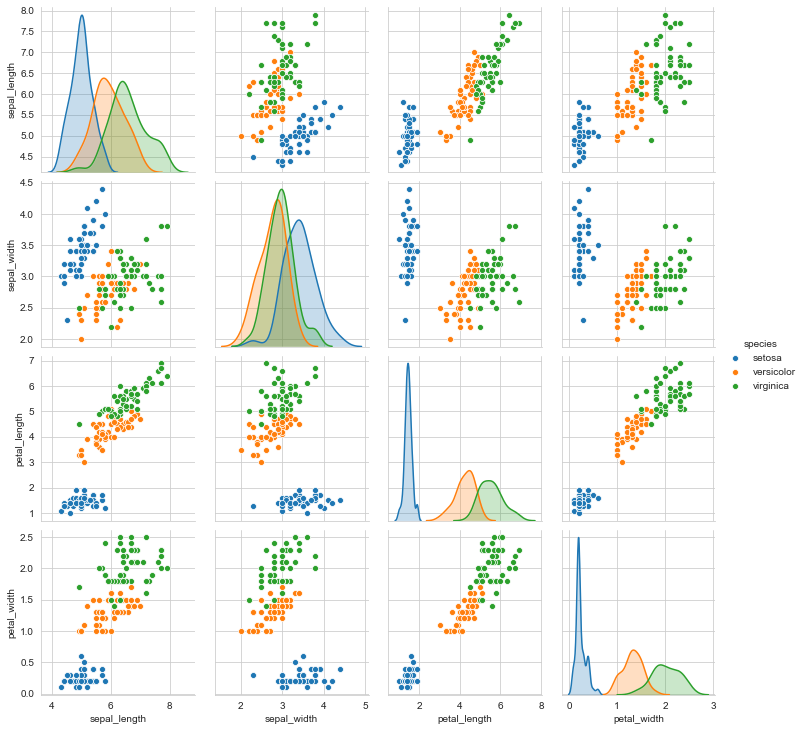 8.0
7.5
7.0
6.5
6.0
5.5
5.0
4.5
sepal_length
4.5
4.0
3.5
3.0
2.5
2.0
sepal_width
species
setosa
versicolor
virginica
7
6
5
4
3
2
1
petal_length
2.5
2.0
1.5
1.0
0.5
0.0
petal_width
4 6 8
2 3 4 5
2 4 6 8
0 1 2 3
sepal_length sepal_width petal_length petal_width